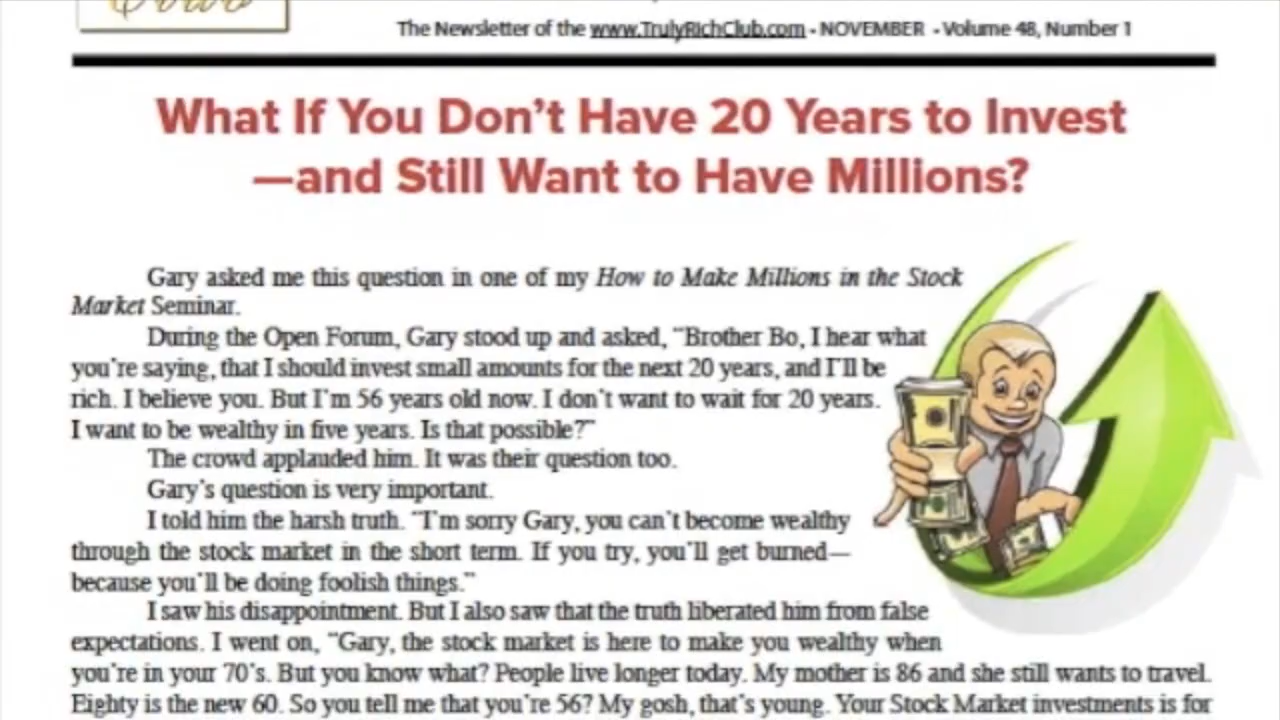 The Newsletter of the www.TrulyRichClub.com - NOVEMBER - Volume 48, Number 1
What If You Don't Have 20 Years to Invest
—and Still Want to Have Millions?
Gary asked me this question in one of my How to Make Millions in the Stock
Market Seminar.
During the Open Forum, Gary stood up and asked, "Brother Bo, I hear what
you're saying, that I should invest small amounts for the next 20 years, and I'll be
rich. I believe you. But I'm 56 years old now. I don't want to wait for 20 years.
I want to be wealthy in five years. Is that possible?"
The crowd applauded him. It was their question too.
Gary's question is very important.
I told him the harsh truth. "I'm sorry Gary, you can't become wealthy
through the stock market in the short term. If you try, you'll get burned—
because you'll be doing foolish things."
I saw his disappointment. But I also saw that the truth liberated him from false
expectations. I went on, "Gary, the stock market is here to make you wealthy when
you're in your 70's. But you know what? People live longer today. My mother is 86 and she still wants to travel.
Eighty is the new 60. So you tell me that you're 56? My gosh, that's young. Your Stock Market investments is for